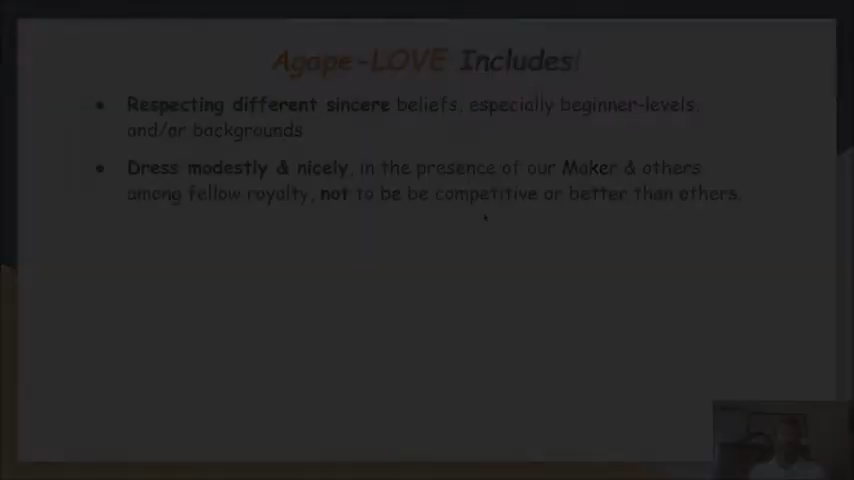 Agape-LOVE Includes!
• Respecting different sincere beliefs, especially beginner-levels,
and/or backgrounds
• Dress modestly & nicely, in the presence of our Maker & others
among fellow royalty, not to be be competitive or better than others.